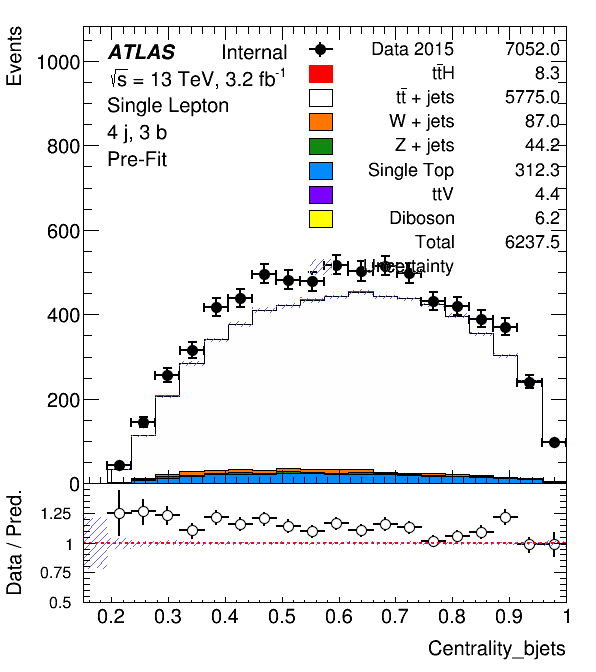 Events
1000
800
600
400
200
0
ATLAS Internal
√s = 13 TeV, 3.2 fb⁻¹
Single Lepton
4 j, 3 b
Pre-Fit
Data 2015 7052.0
tt̄H 8.3
tt̄ + jets 5775.0
W + jets 87.0
Z + jets 44.2
Single Top 312.3
ttV 4.4
Diboson 6.2
Total 6237.5
Uncertainty
Data / Pred.
1.25
1
0.75
0.5
0.2 0.3 0.4 0.5 0.6 0.7 0.8 0.9 1
Centrality_bjets